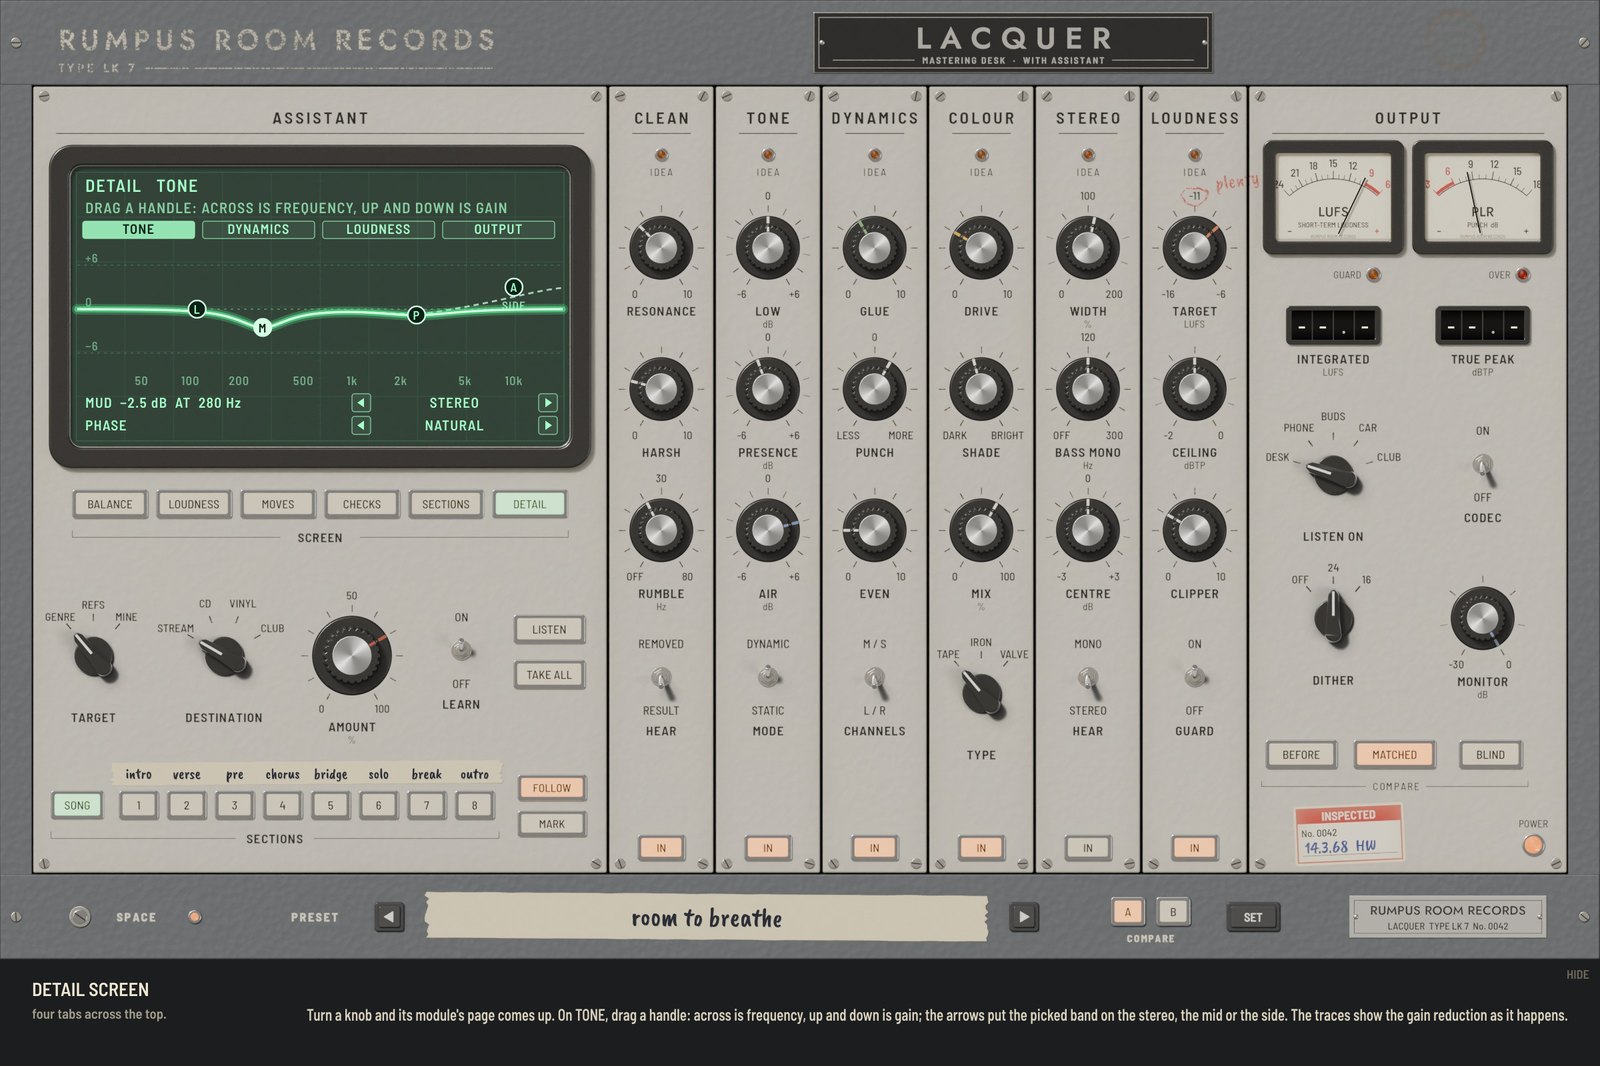 RUMPUS ROOM RECORDS
TYPE LK 7
LACQUER
MASTERING DESK · WITH ASSISTANT
ASSISTANT
DETAIL TONE
DRAG A HANDLE: ACROSS IS FREQUENCY, UP AND DOWN IS GAIN
TONE DYNAMICS LOUDNESS OUTPUT
+6
0
-6
L M P A
SIDE
50 100 200 500 1k 2k 5k 10k
MUD -2.5 dB AT 280 Hz STEREO
PHASE NATURAL
BALANCE LOUDNESS MOVES CHECKS SECTIONS DETAIL
SCREEN
GENRE REFS MINE
TARGET
STREAM CD VINYL CLUB
DESTINATION
50
0 100
AMOUNT
%
ON
OFF
LEARN
LISTEN
TAKE ALL
intro verse pre chorus bridge solo break outro
SONG 1 2 3 4 5 6 7 8
SECTIONS
FOLLOW
MARK
CLEAN
IDEA
0 10
RESONANCE
0 10
HARSH
30
OFF 80
RUMBLE
Hz
REMOVED
RESULT
HEAR
IN
TONE
IDEA
0
-6 +6
LOW
dB
0
-6 +6
PRESENCE
dB
0
-6 +6
AIR
dB
DYNAMIC
STATIC
MODE
IN
DYNAMICS
IDEA
0 10
GLUE
0
LESS MORE
PUNCH
0 10
EVEN
M / S
L / R
CHANNELS
IN
COLOUR
IDEA
0 10
DRIVE
DARK BRIGHT
SHADE
0 100
MIX
%
TAPE IRON VALVE
TYPE
IN
STEREO
IDEA
100
0 200
WIDTH
%
120
OFF 300
BASS MONO
Hz
0
-3 +3
CENTRE
dB
MONO
STEREO
HEAR
IN
LOUDNESS
IDEA
-11 plenty
-16 -6
TARGET
LUFS
-2 0
CEILING
dBTP
0 10
CLIPPER
ON
OFF
GUARD
IN
OUTPUT
24 21 18 15 12 9 6
LUFS
SHORT-TERM LOUDNESS
- +
3 6 9 12 15 18
PLR
PUNCH dB
- +
GUARD
OVER
- - . -
INTEGRATED
LUFS
- - . -
TRUE PEAK
dBTP
DESK PHONE BUDS CAR CLUB
LISTEN ON
ON
OFF
CODEC
OFF 24 16
DITHER
-30 0
MONITOR
dB
BEFORE MATCHED BLIND
COMPARE
INSPECTED
No. 0042
14.3.68 HW
POWER
SPACE
PRESET
room to breathe
A B
COMPARE
SET
RUMPUS ROOM RECORDS
LACQUER TYPE LK 7 No. 0042
HIDE
DETAIL SCREEN
four tabs across the top.
Turn a knob and its module's page comes up. On TONE, drag a handle: across is frequency, up and down is gain; the arrows put the picked band on the stereo, the mid or the side. The traces show the gain reduction as it happens.